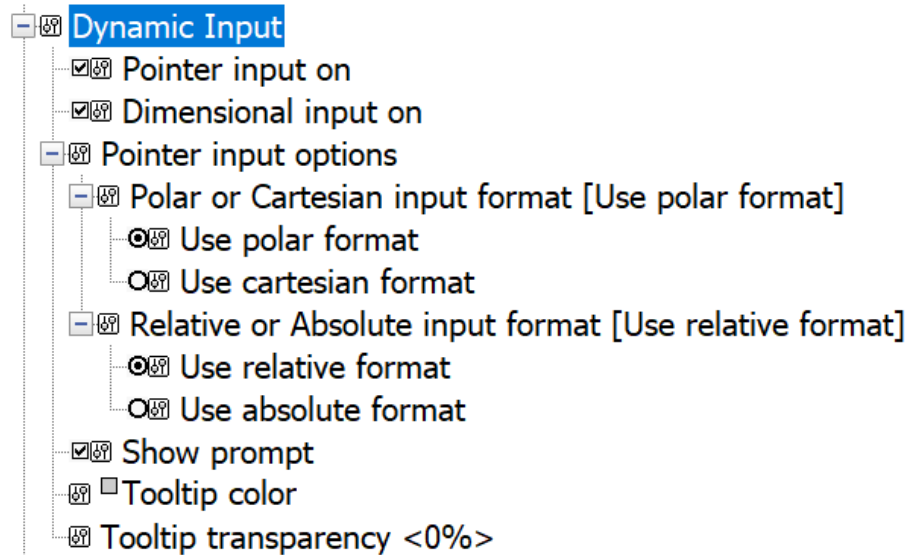 Dynamic Input
Pointer input on
Dimensional input on
Pointer input options
Polar or Cartesian input format [Use polar format]
Use polar format
Use cartesian format
Relative or Absolute input format [Use relative format]
Use relative format
Use absolute format
Show prompt
Tooltip color
Tooltip transparency <0%>